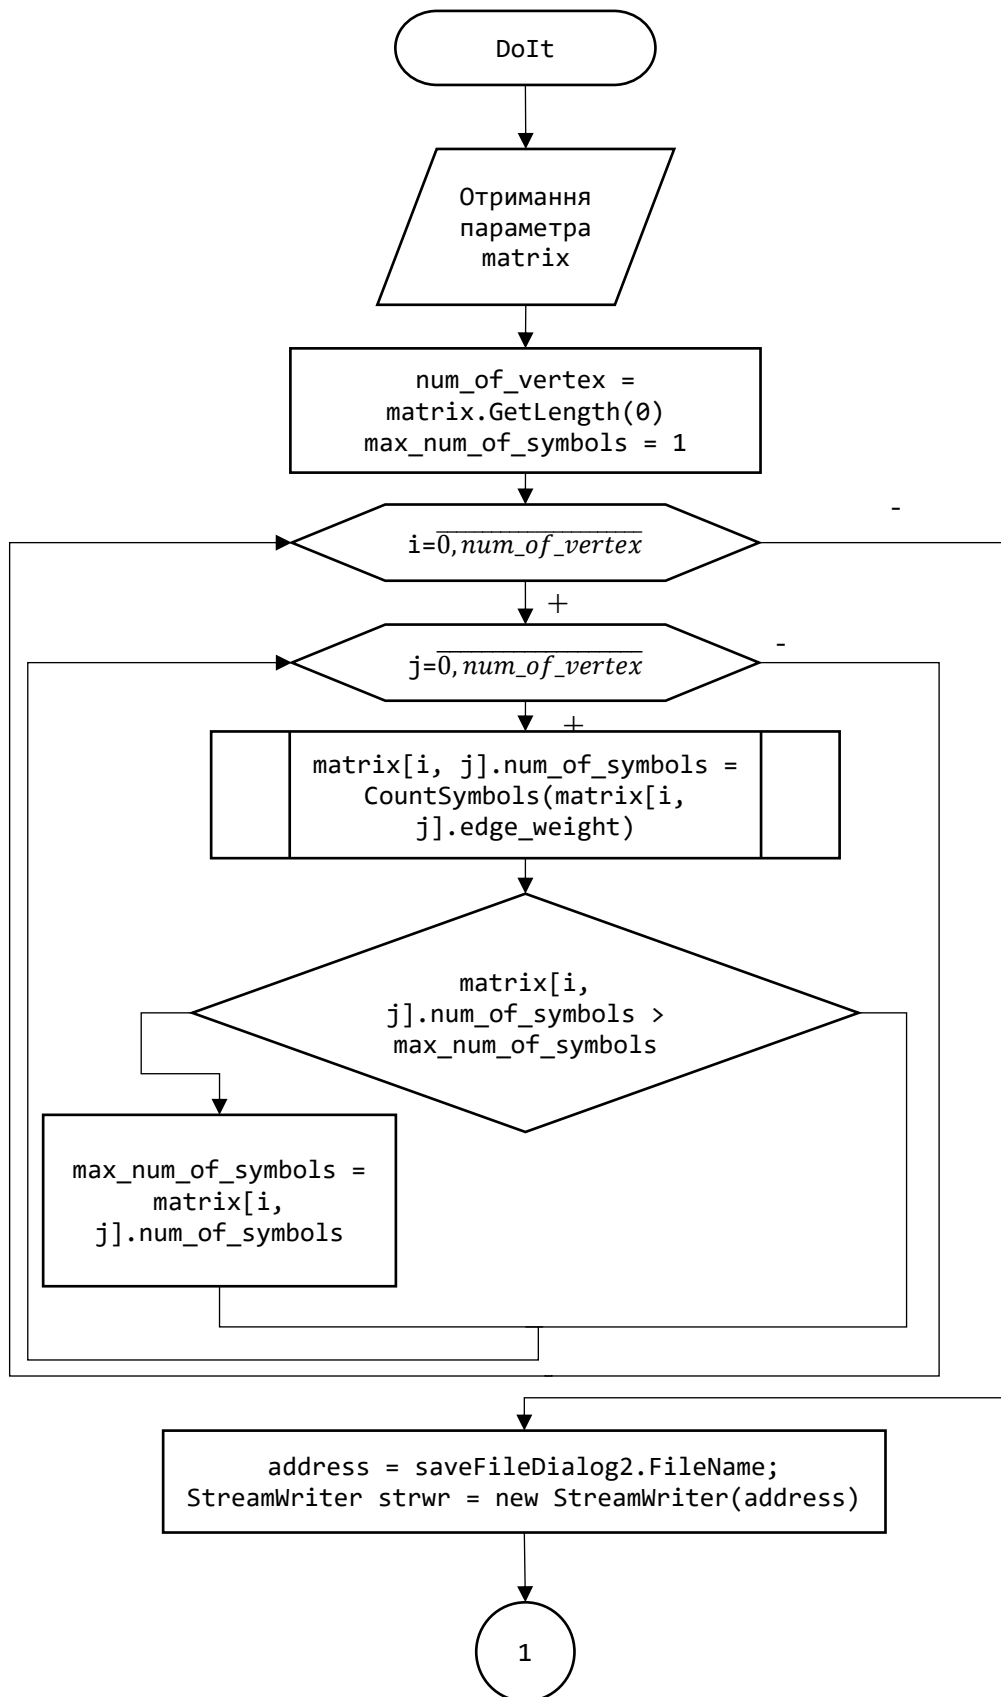 DoIt
Отримання
параметра
matrix
num_of_vertex =
matrix.GetLength(0)
max_num_of_symbols = 1
-
i=0,num_of_vertex
+
j=0,num_of_vertex
-
+
matrix[i, j].num_of_symbols =
CountSymbols(matrix[i,
j].edge_weight)
matrix[i,
j].num_of_symbols >
max_num_of_symbols
max_num_of_symbols =
matrix[i,
j].num_of_symbols
address = saveFileDialog2.FileName;
StreamWriter strwr = new StreamWriter(address)
1